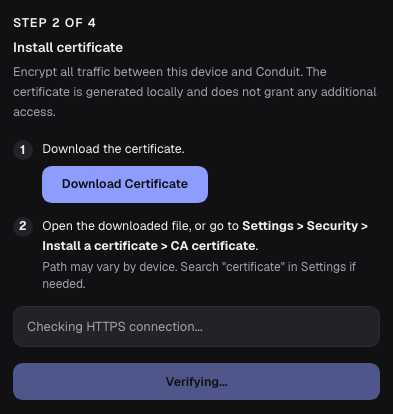 STEP 2 OF 4
Install certificate
Encrypt all traffic between this device and Conduit. The
certificate is generated locally and does not grant any additional
access.
1 Download the certificate.
Download Certificate
2 Open the downloaded file, or go to Settings > Security >
Install a certificate > CA certificate.
Path may vary by device. Search "certificate" in Settings if
needed.
Checking HTTPS connection...
Verifying...